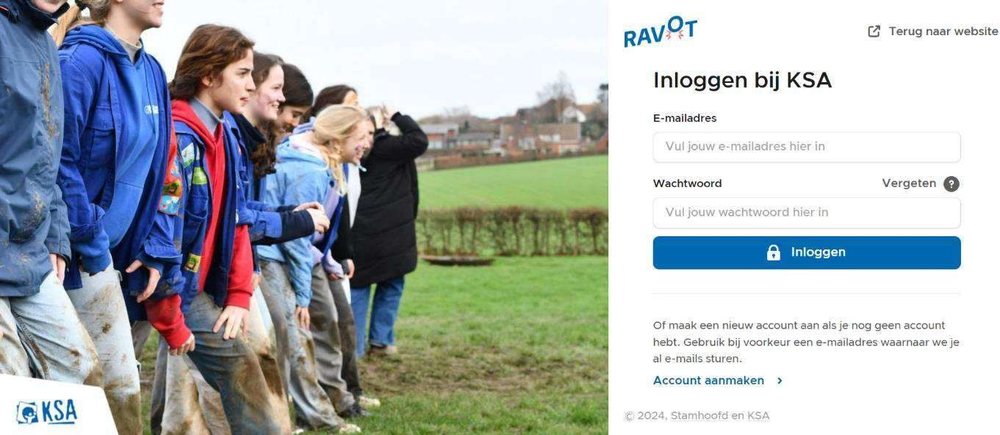 KSA
RAVOT
Terug naar website
Inloggen bij KSA
E-mailadres
Vul jouw e-mailadres hier in
Wachtwoord
Vergeten ?
Vul jouw wachtwoord hier in
Inloggen
Of maak een nieuw account aan als je nog geen account
hebt. Gebruik bij voorkeur een e-mailadres waarnaar we je
al e-mails sturen.
Account aanmaken
© 2024, Stamhoofd en KSA